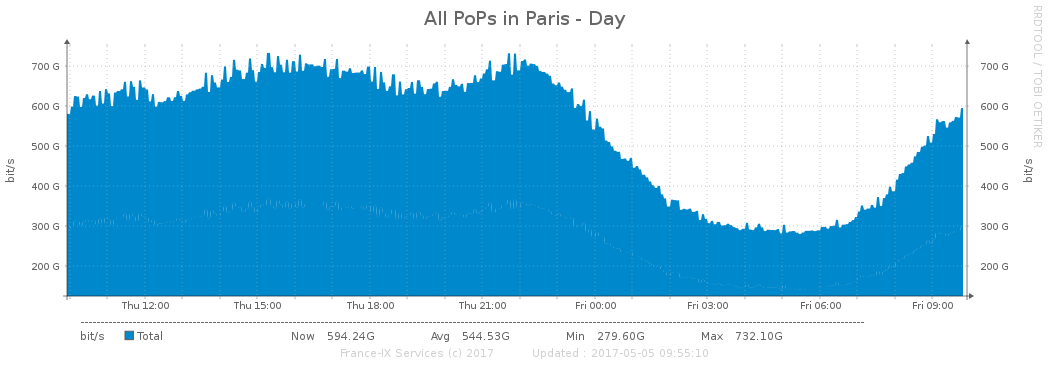 All PoPs in Paris - Day
RRDTOOL / TOBI OETIKER
bit/s
bit/s
700 G 700 G
600 G 600 G
500 G 500 G
400 G 400 G
300 G 300 G
200 G 200 G
Thu 12:00 Thu 15:00 Thu 18:00 Thu 21:00 Fri 00:00 Fri 03:00 Fri 06:00 Fri 09:00
bit/s Total Now 594.24G Avg 544.53G Min 279.60G Max 732.10G
France-IX Services (c) 2017 Updated : 2017-05-05 09:55:10